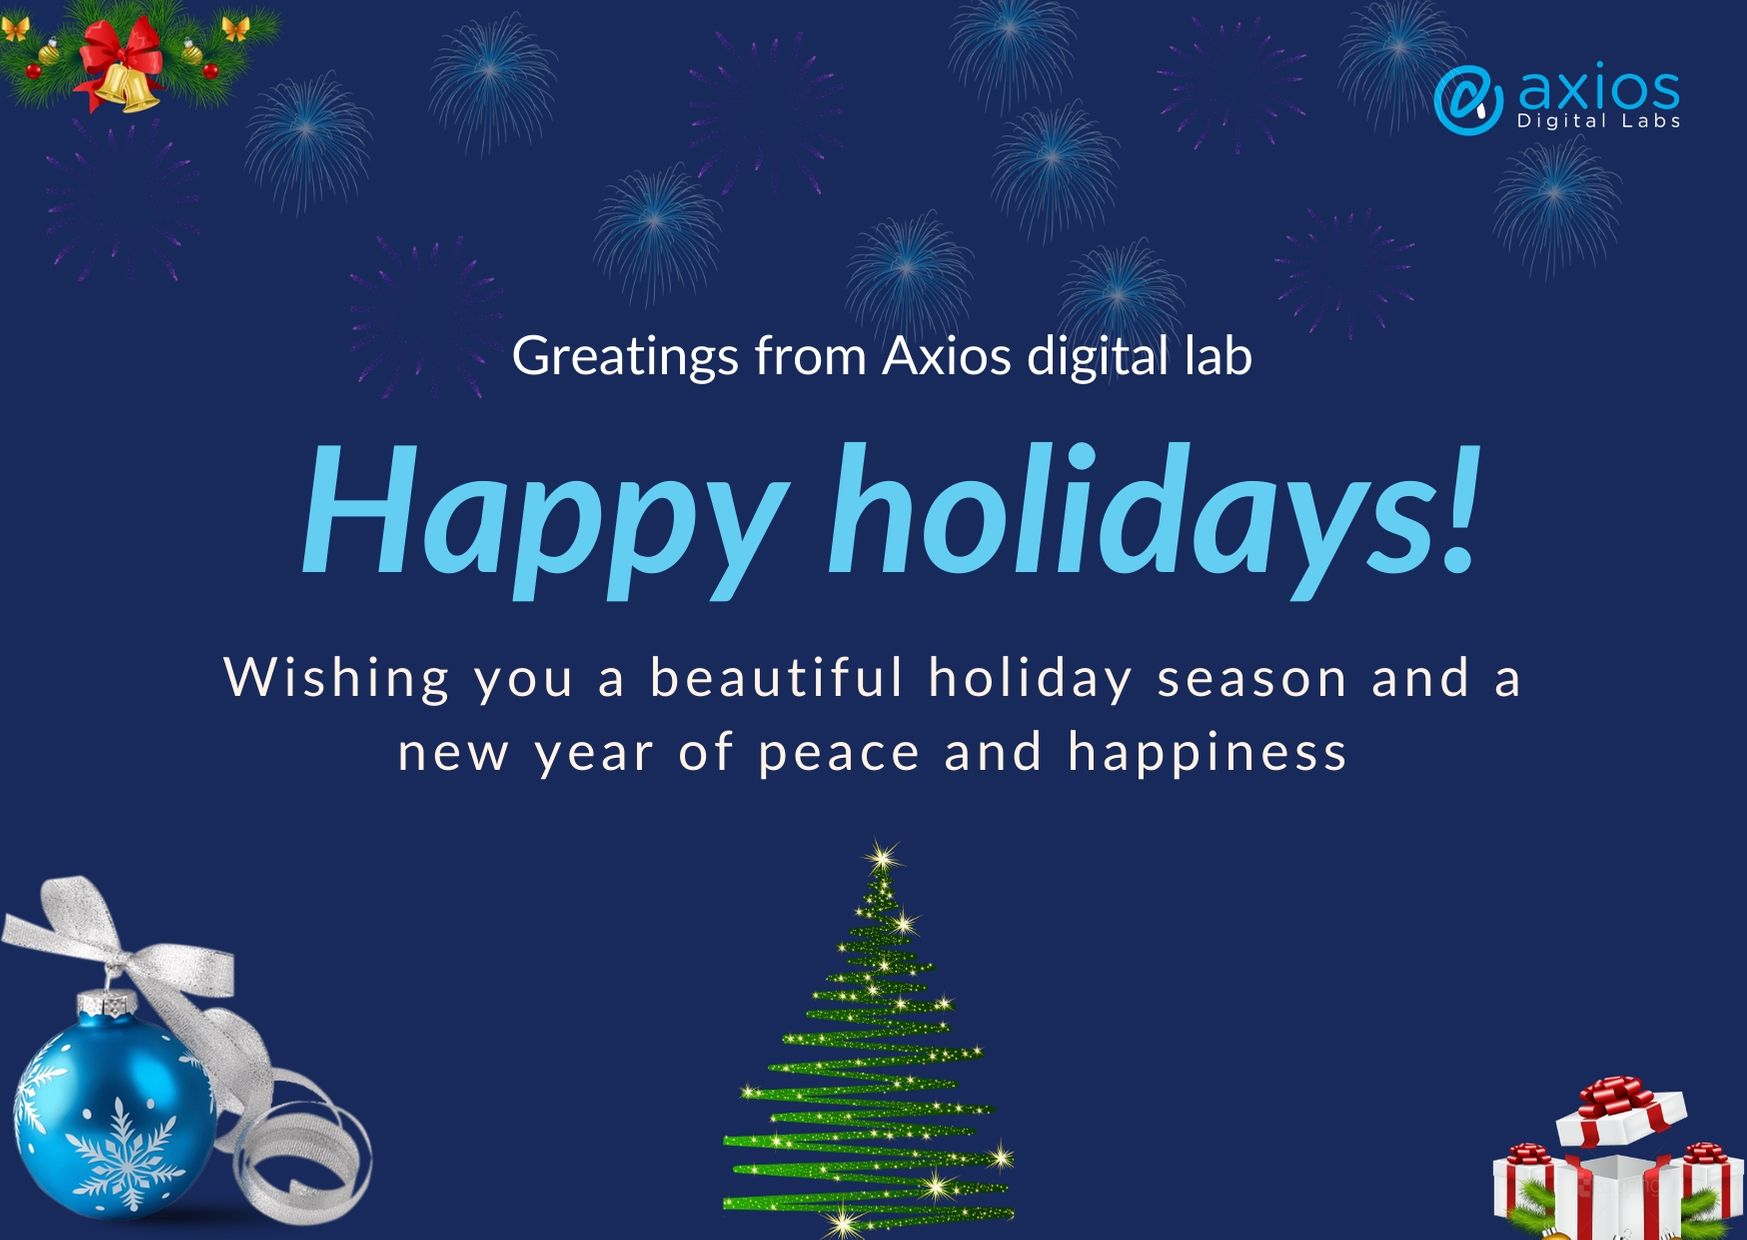 axios
Digital Labs
Greatings from Axios digital lab
Happy holidays!
Wishing you a beautiful holiday season and a
new year of peace and happiness